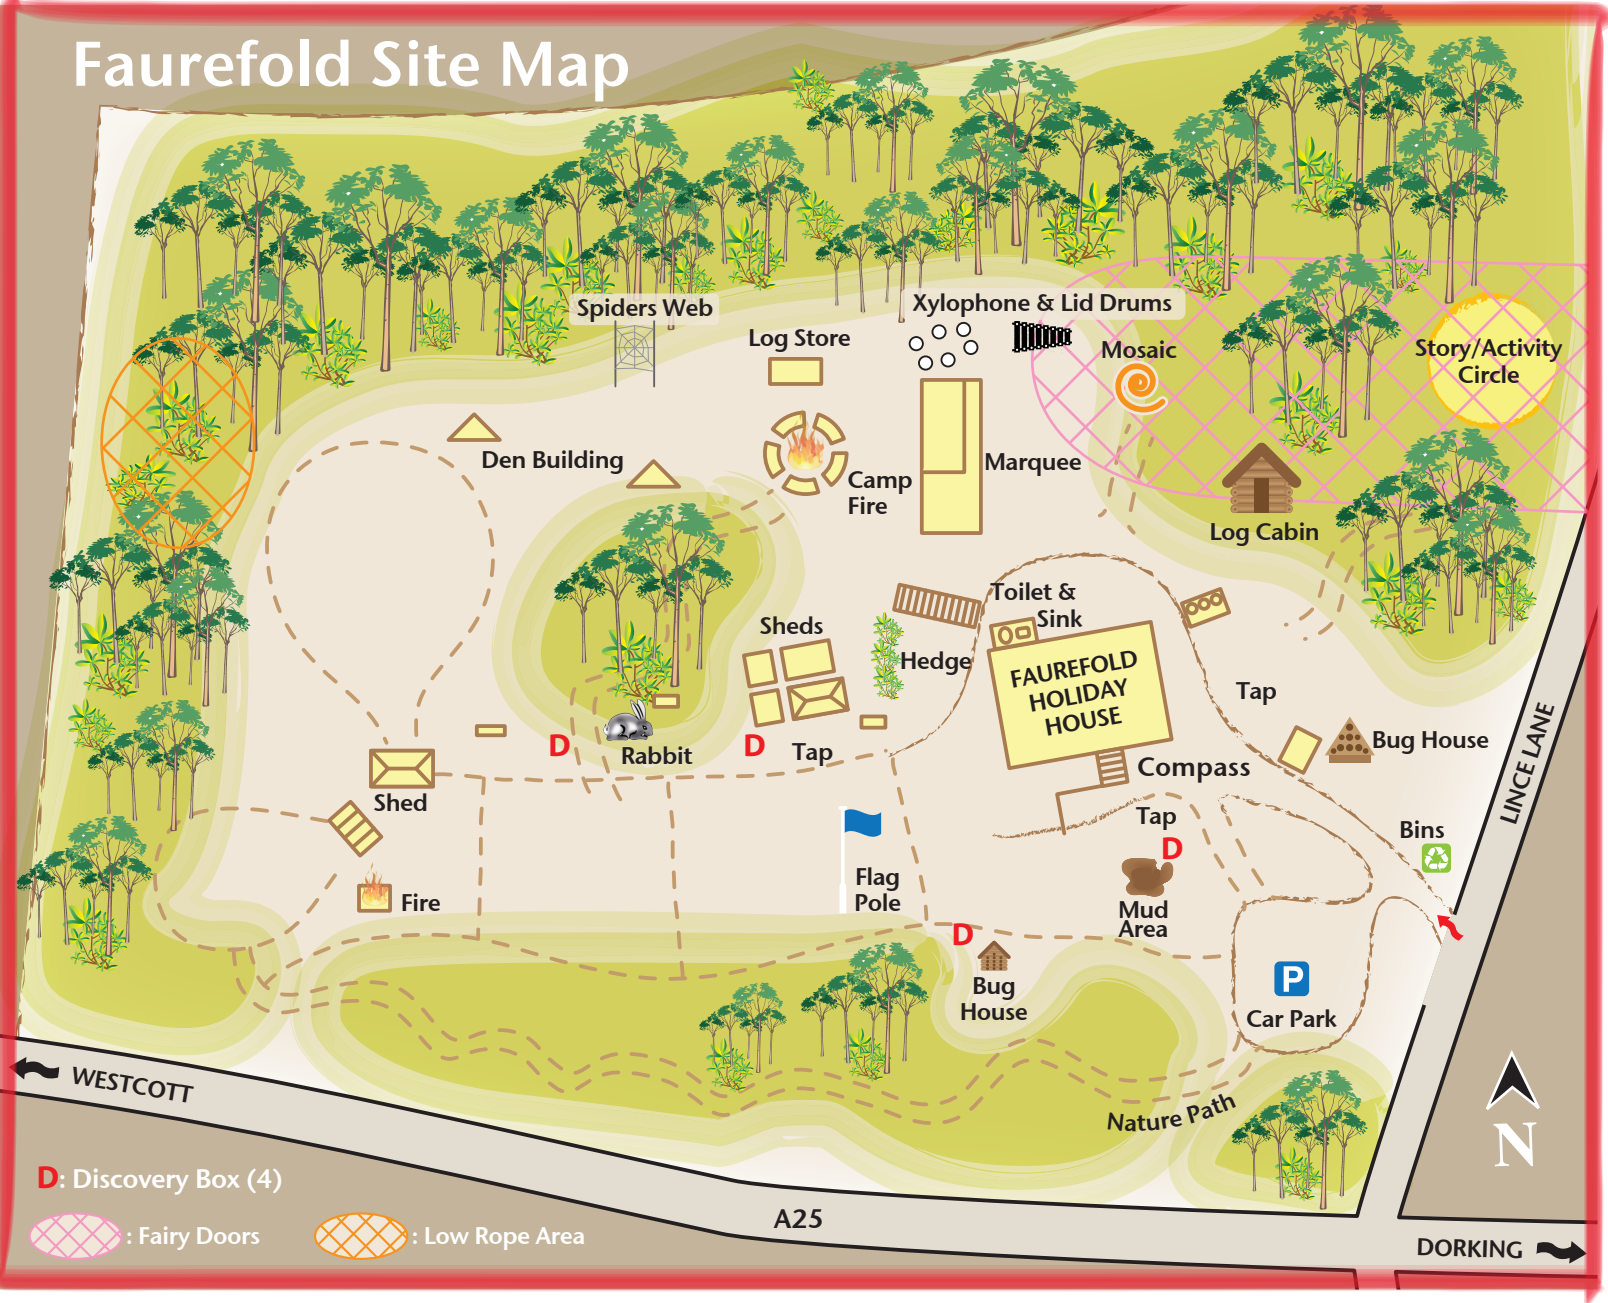 Faurefold Site Map
Spiders Web
Xylophone & Lid Drums
Log Store
Mosaic
Story/Activity
Circle
Den Building
Camp
Fire
Marquee
Log Cabin
Toilet &
Sink
Sheds
Hedge
FAUREFOLD
HOLIDAY
HOUSE
Tap
D
Rabbit
D
Tap
Bug House
Compass
LINCE LANE
Shed
Tap
Bins
D
Flag
Pole
Fire
Mud
Area
D
Bug
House
P
Car Park
WESTCOTT
Nature Path
N
D: Discovery Box (4)
A25
: Fairy Doors
: Low Rope Area
DORKING